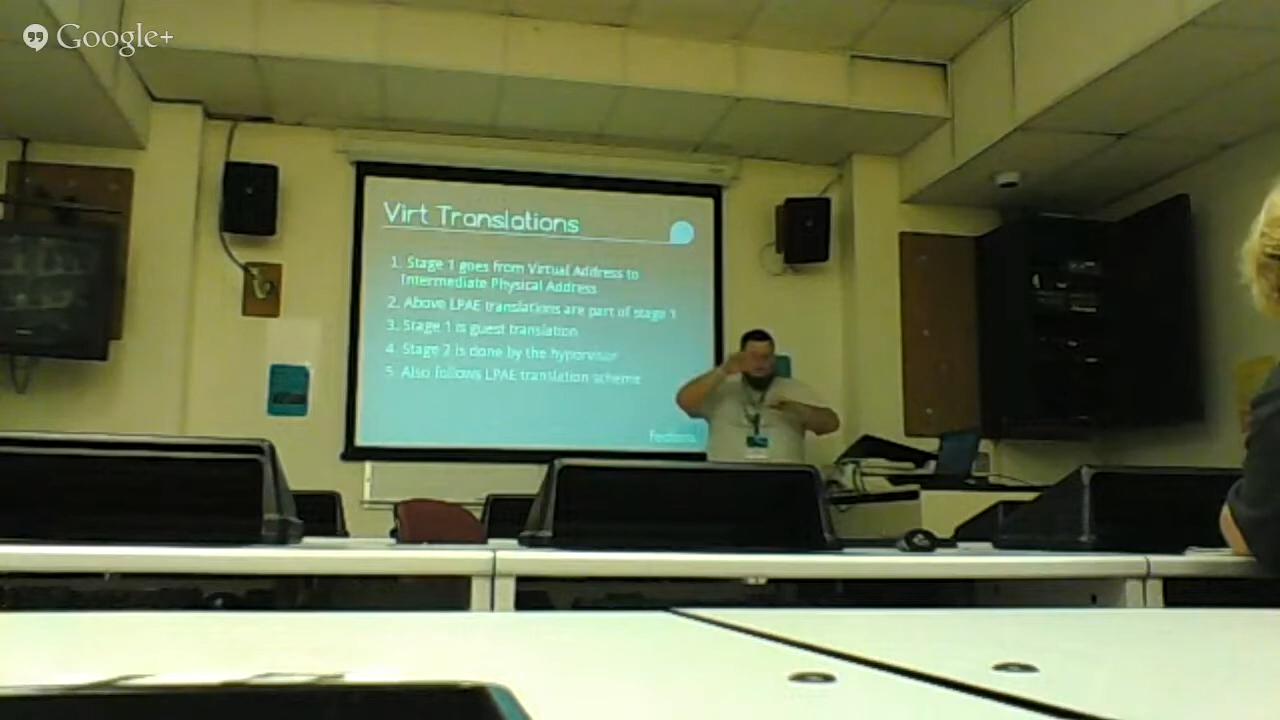 Google+
Virt Translations
1. Stage 1 goes from Virtual Address to
Intermediate Physical Address
2. Above LPAE translations are part of stage 1
3. Stage 1 is guest translation
4. Stage 2 is done by the hypervisor
5. Also follows LPAE translation scheme
Fedora